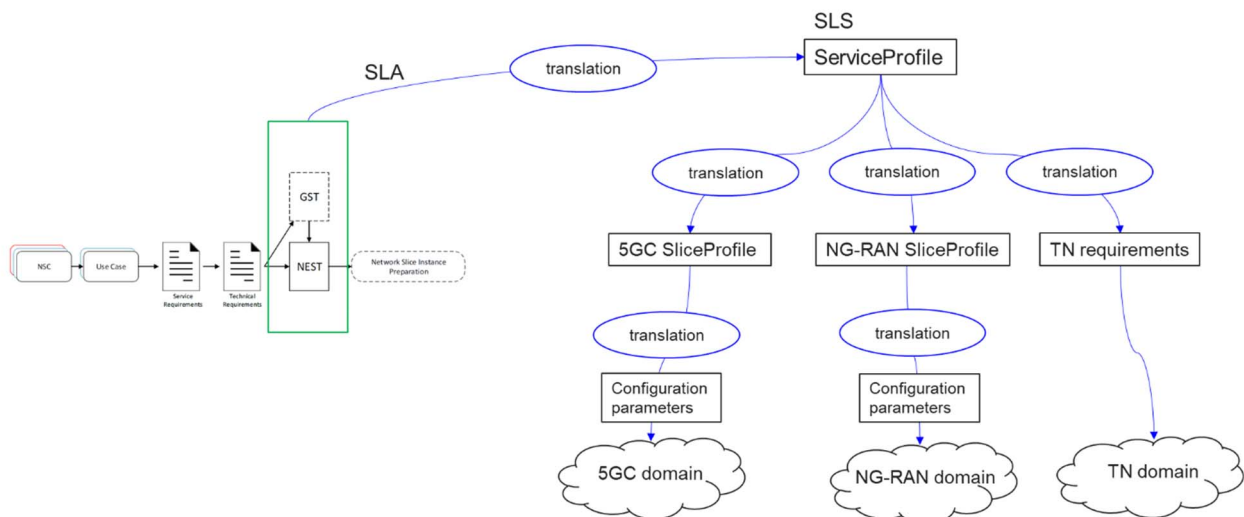 SLS
ServiceProfile
translation
SLA
translation
translation
translation
GST
5GC SliceProfile
NG-RAN SliceProfile
TN requirements
NSC
Use Case
NEST
Network Slice Instance
Preparation
Service
Requirements
Technical
Requirements
translation
translation
Configuration
parameters
Configuration
parameters
5GC domain
NG-RAN domain
TN domain